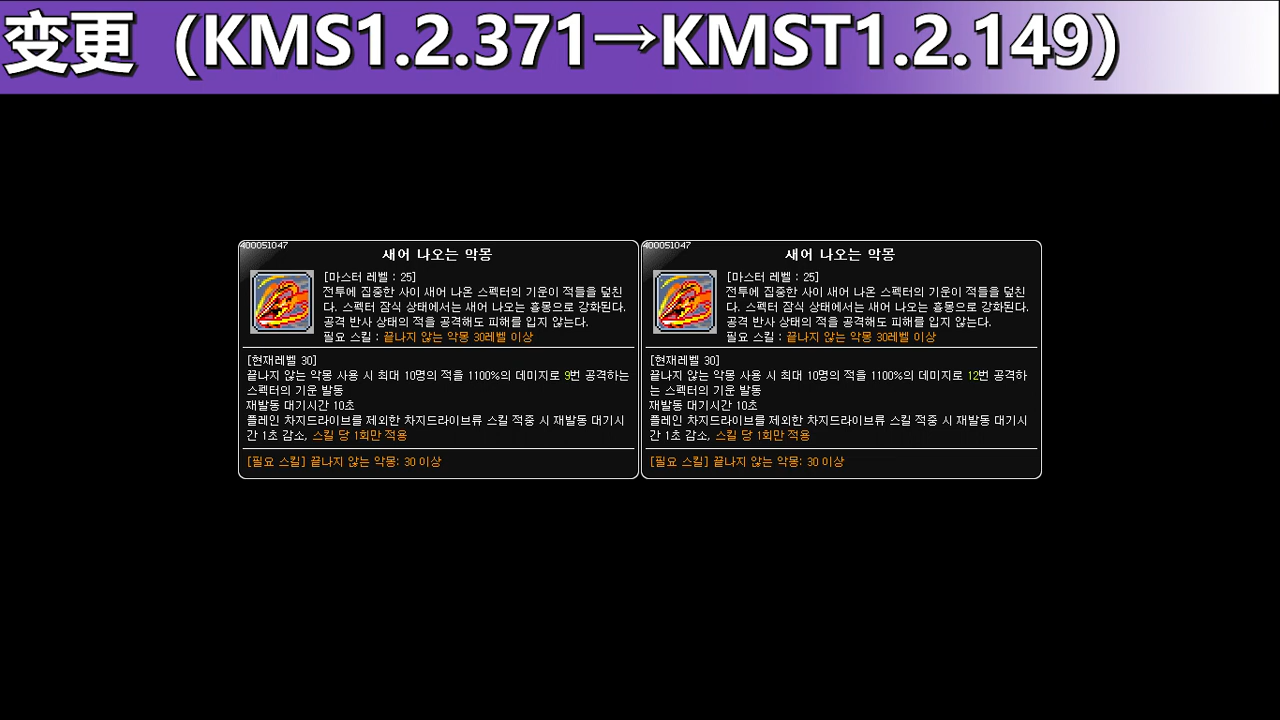 变更（KMS1.2.371→KMST1.2.149）
400051047
새어 나오는 악몽
[마스터 레벨 : 25]
전투에 집중한 사이 새어 나온 스펙터의 기운이 적들을 덮친
다. 스펙터 잠식 상태에서는 새어 나오는 흉몽으로 강화된다.
공격 반사 상태의 적을 공격해도 피해를 입지 않는다.
필요 스킬 : 끝나지 않는 악몽 30레벨 이상
[현재레벨 30]
끝나지 않는 악몽 사용 시 최대 10명의 적을 1100%의 데미지로 9번 공격하는
스펙터의 기운 발동
재발동 대기시간 10초
플레인 차지드라이브를 제외한 차지드라이브류 스킬 적중 시 재발동 대기시
간 1초 감소, 스킬 당 1회만 적용
[필요 스킬] 끝나지 않는 악몽: 30 이상
400051047
새어 나오는 악몽
[마스터 레벨 : 25]
전투에 집중한 사이 새어 나온 스펙터의 기운이 적들을 덮친
다. 스펙터 잠식 상태에서는 새어 나오는 흉몽으로 강화된다.
공격 반사 상태의 적을 공격해도 피해를 입지 않는다.
필요 스킬 : 끝나지 않는 악몽 30레벨 이상
[현재레벨 30]
끝나지 않는 악몽 사용 시 최대 10명의 적을 1100%의 데미지로 12번 공격하
는 스펙터의 기운 발동
재발동 대기시간 10초
플레인 차지드라이브를 제외한 차지드라이브류 스킬 적중 시 재발동 대기시
간 1초 감소, 스킬 당 1회만 적용
[필요 스킬] 끝나지 않는 악몽: 30 이상